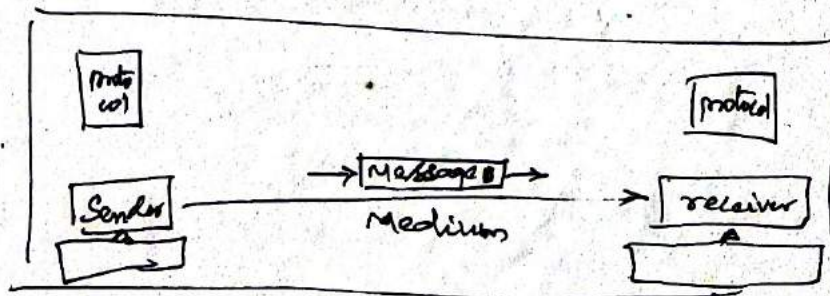 proto
col
protocol
Message
Sender
receiver
Medium